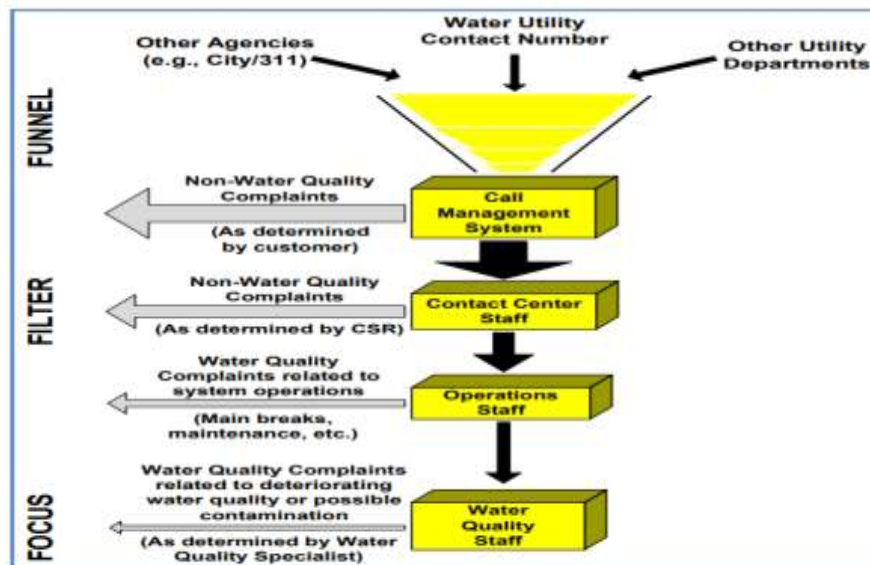 Water Utility
Contact Number
Other Agencies
(e.g., City/311)
Other Utility
Departments
FUNNEL
Non-Water Quality
Complaints
(As determined
by customer)
Call
Management
System
FILTER
Non-Water Quality
Complaints
(As determined by CSR)
Contact Center
Staff
Water Quality
Complaints related to
system operations
(Main breaks,
maintenance, etc.)
Operations
Staff
FOCUS
Water Quality Complaints
related to deteriorating
water quality or possible
contamination
(As determined by Water
Quality Specialist)
Water
Quality
Staff